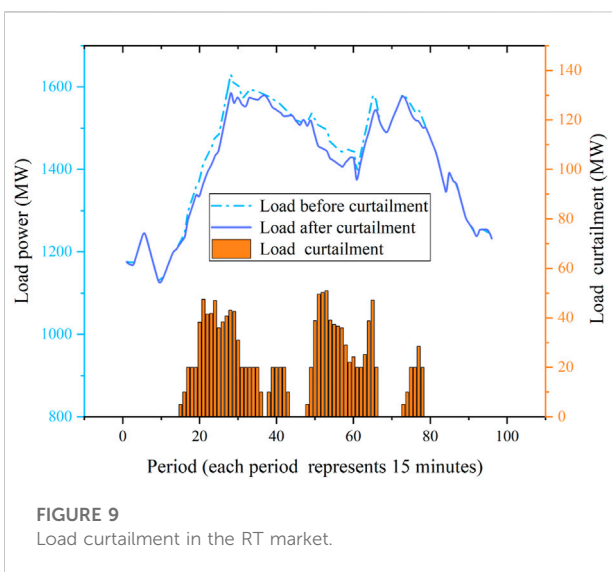 1600
1400
1200
1000
800
Load power (MW)
140
120
100
80
60
40
20
0
Load curtailment (MW)
Load before curtailment
Load after curtailment
Load curtailment
0
20
40
60
80
100
Period (each period represents 15 minutes)
FIGURE 9
Load curtailment in the RT market.